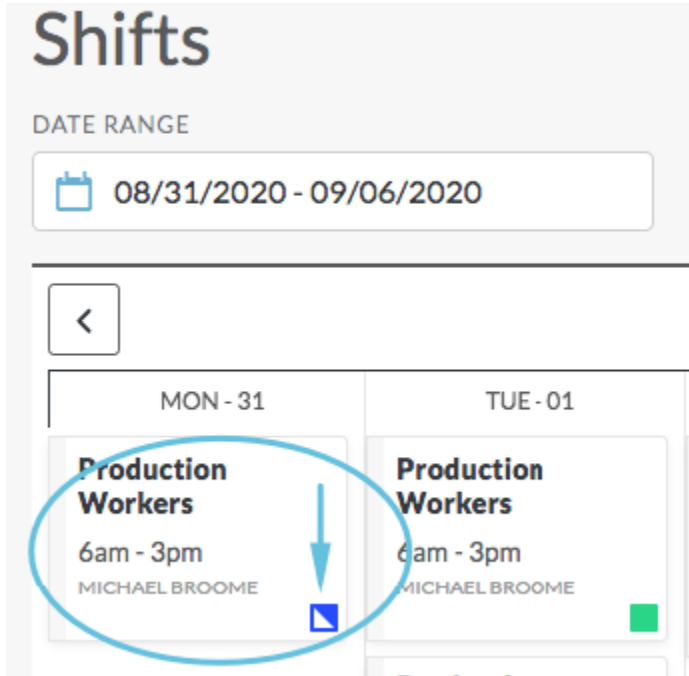 Shifts
DATE RANGE
08/31/2020 - 09/06/2020
MON - 31
TUE - 01
Production
Workers
6am - 3pm
MICHAEL BROOME
Production
Workers
6am - 3pm
MICHAEL BROOME